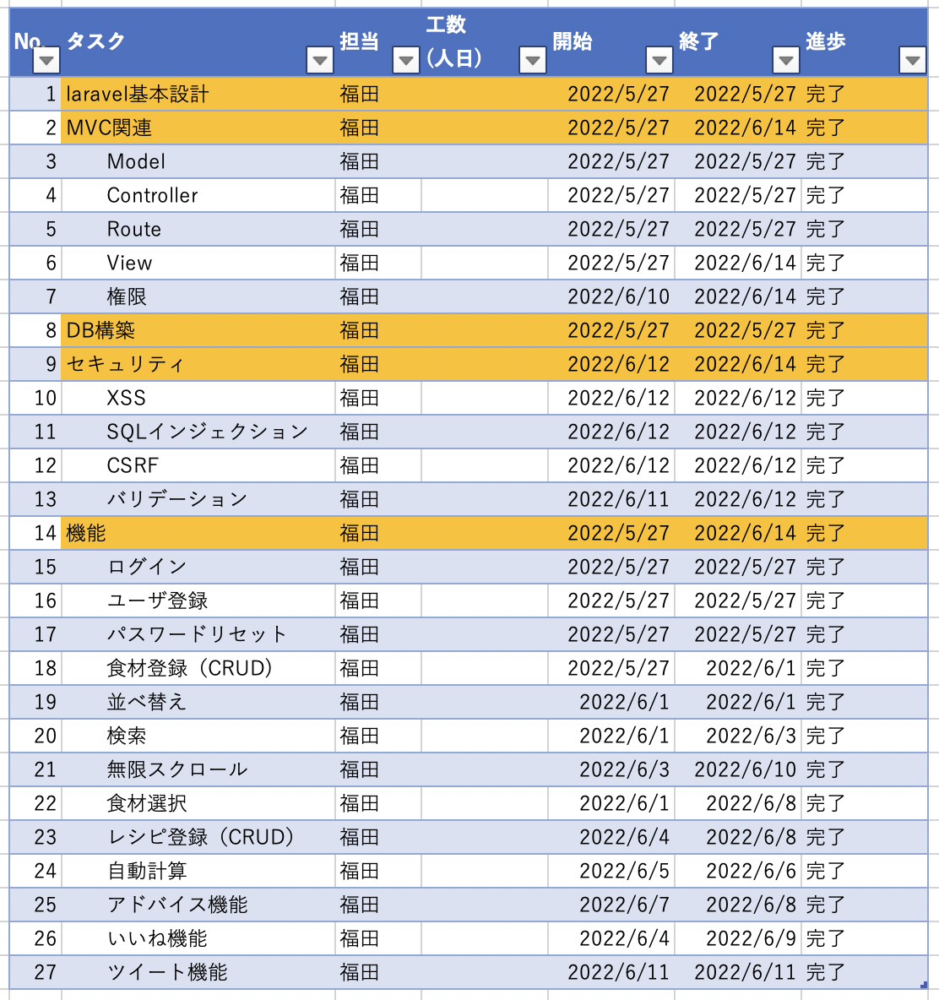 No. タスク 担当 工数（人日） 開始 終了 進歩
1 laravel基本設計 福田 2022/5/27 2022/5/27 完了
2 MVC関連 福田 2022/5/27 2022/6/14 完了
3 Model 福田 2022/5/27 2022/5/27 完了
4 Controller 福田 2022/5/27 2022/5/27 完了
5 Route 福田 2022/5/27 2022/5/27 完了
6 View 福田 2022/5/27 2022/6/14 完了
7 権限 福田 2022/6/10 2022/6/14 完了
8 DB構築 福田 2022/5/27 2022/5/27 完了
9 セキュリティ 福田 2022/6/12 2022/6/14 完了
10 XSS 福田 2022/6/12 2022/6/12 完了
11 SQLインジェクション 福田 2022/6/12 2022/6/12 完了
12 CSRF 福田 2022/6/12 2022/6/12 完了
13 バリデーション 福田 2022/6/11 2022/6/12 完了
14 機能 福田 2022/5/27 2022/6/14 完了
15 ログイン 福田 2022/5/27 2022/5/27 完了
16 ユーザ登録 福田 2022/5/27 2022/5/27 完了
17 パスワードリセット 福田 2022/5/27 2022/5/27 完了
18 食材登録（CRUD） 福田 2022/5/27 2022/6/1 完了
19 並べ替え 福田 2022/6/1 2022/6/1 完了
20 検索 福田 2022/6/1 2022/6/3 完了
21 無限スクロール 福田 2022/6/3 2022/6/10 完了
22 食材選択 福田 2022/6/1 2022/6/8 完了
23 レシピ登録（CRUD） 福田 2022/6/4 2022/6/8 完了
24 自動計算 福田 2022/6/5 2022/6/6 完了
25 アドバイス機能 福田 2022/6/7 2022/6/8 完了
26 いいね機能 福田 2022/6/4 2022/6/9 完了
27 ツイート機能 福田 2022/6/11 2022/6/11 完了